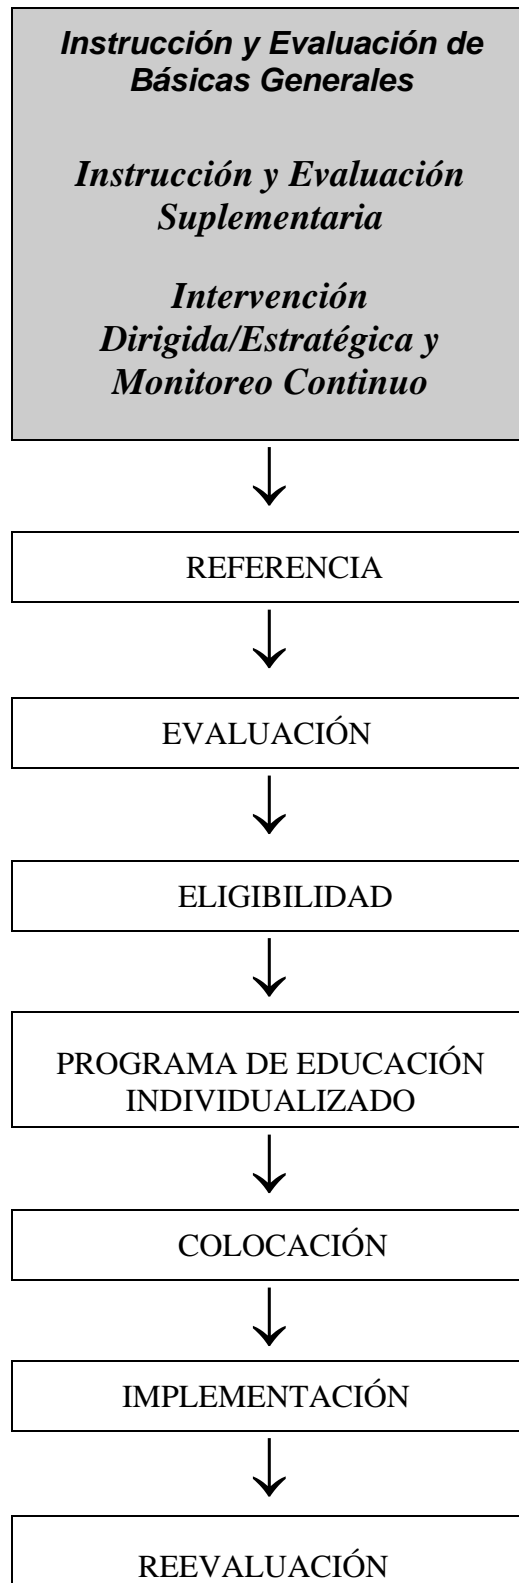 Instrucción y Evaluación de
Básicas Generales
Instrucción y Evaluación
Suplementaria
Intervención
Dirigida/Estratégica y
Monitoreo Continuo
REFERENCIA
EVALUACIÓN
ELIGIBILIDAD
PROGRAMA DE EDUCACIÓN
INDIVIDUALIZADO
COLOCACIÓN
IMPLEMENTACIÓN
REEVALUACIÓN